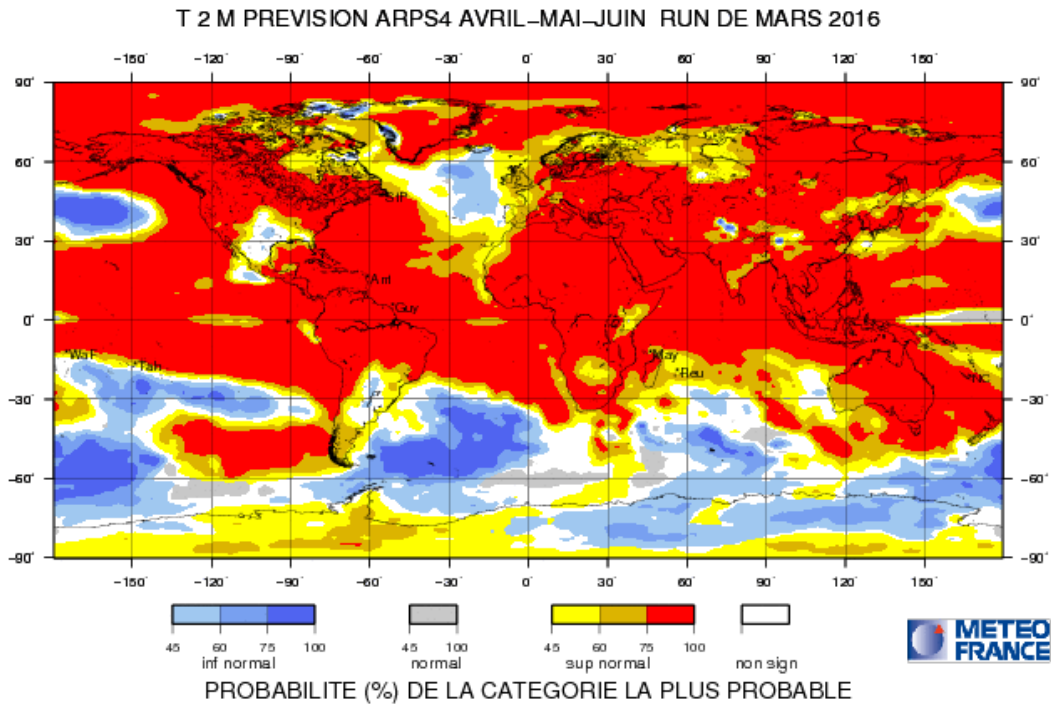 T 2 M PREVISION ARPS4 AVRIL-MAI-JUIN RUN DE MARS 2016
-150° -90° -60° -30° 0° 30° 60° 90° 120° 150°
90° 90°
60° 60°
30° 30°
0° 0°
-30° -30°
-60° -60°
-90° -90°
SPM
Ant
Guy
WaF
Tah
May
Reu
NC
-150° -90° -60° -30° 0° 30° 60° 90° 120° 150°
45 60 75 100 45 100 45 60 75 100
inf normal normal sup normal non sign
METEO
FRANCE
PROBABILITE (%) DE LA CATEGORIE LA PLUS PROBABLE